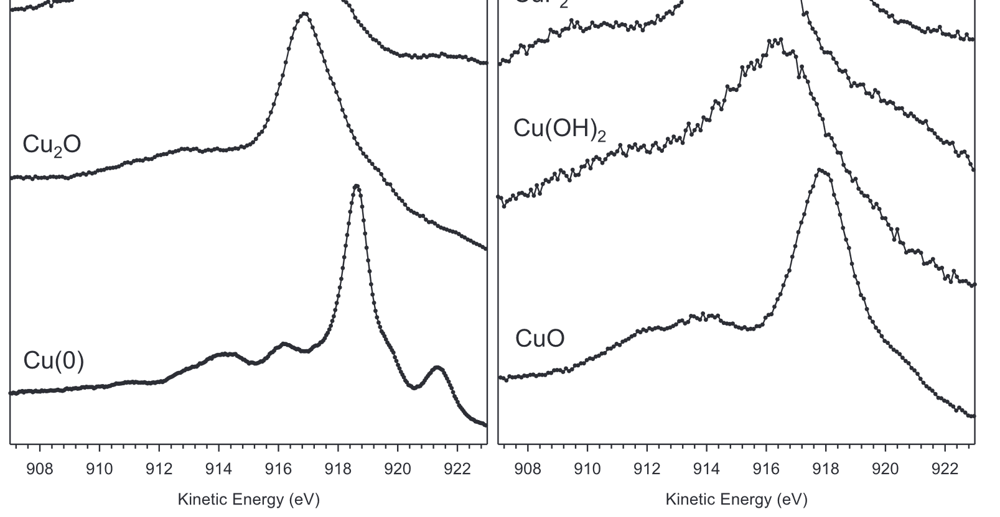 Cu₂O
Cu(0)
908 910 912 914 916 918 920 922
Kinetic Energy (eV)
Cu(OH)₂
CuO
908 910 912 914 916 918 920 922
Kinetic Energy (eV)